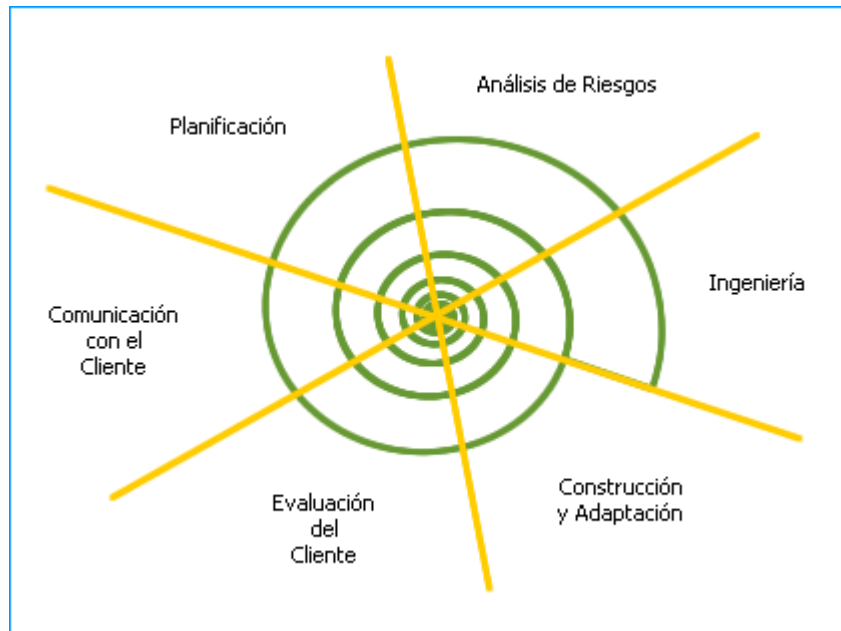 Análisis de Riesgos
Planificación
Ingeniería
Comunicación
con el
Cliente
Construcción
y Adaptación
Evaluación
del
Cliente